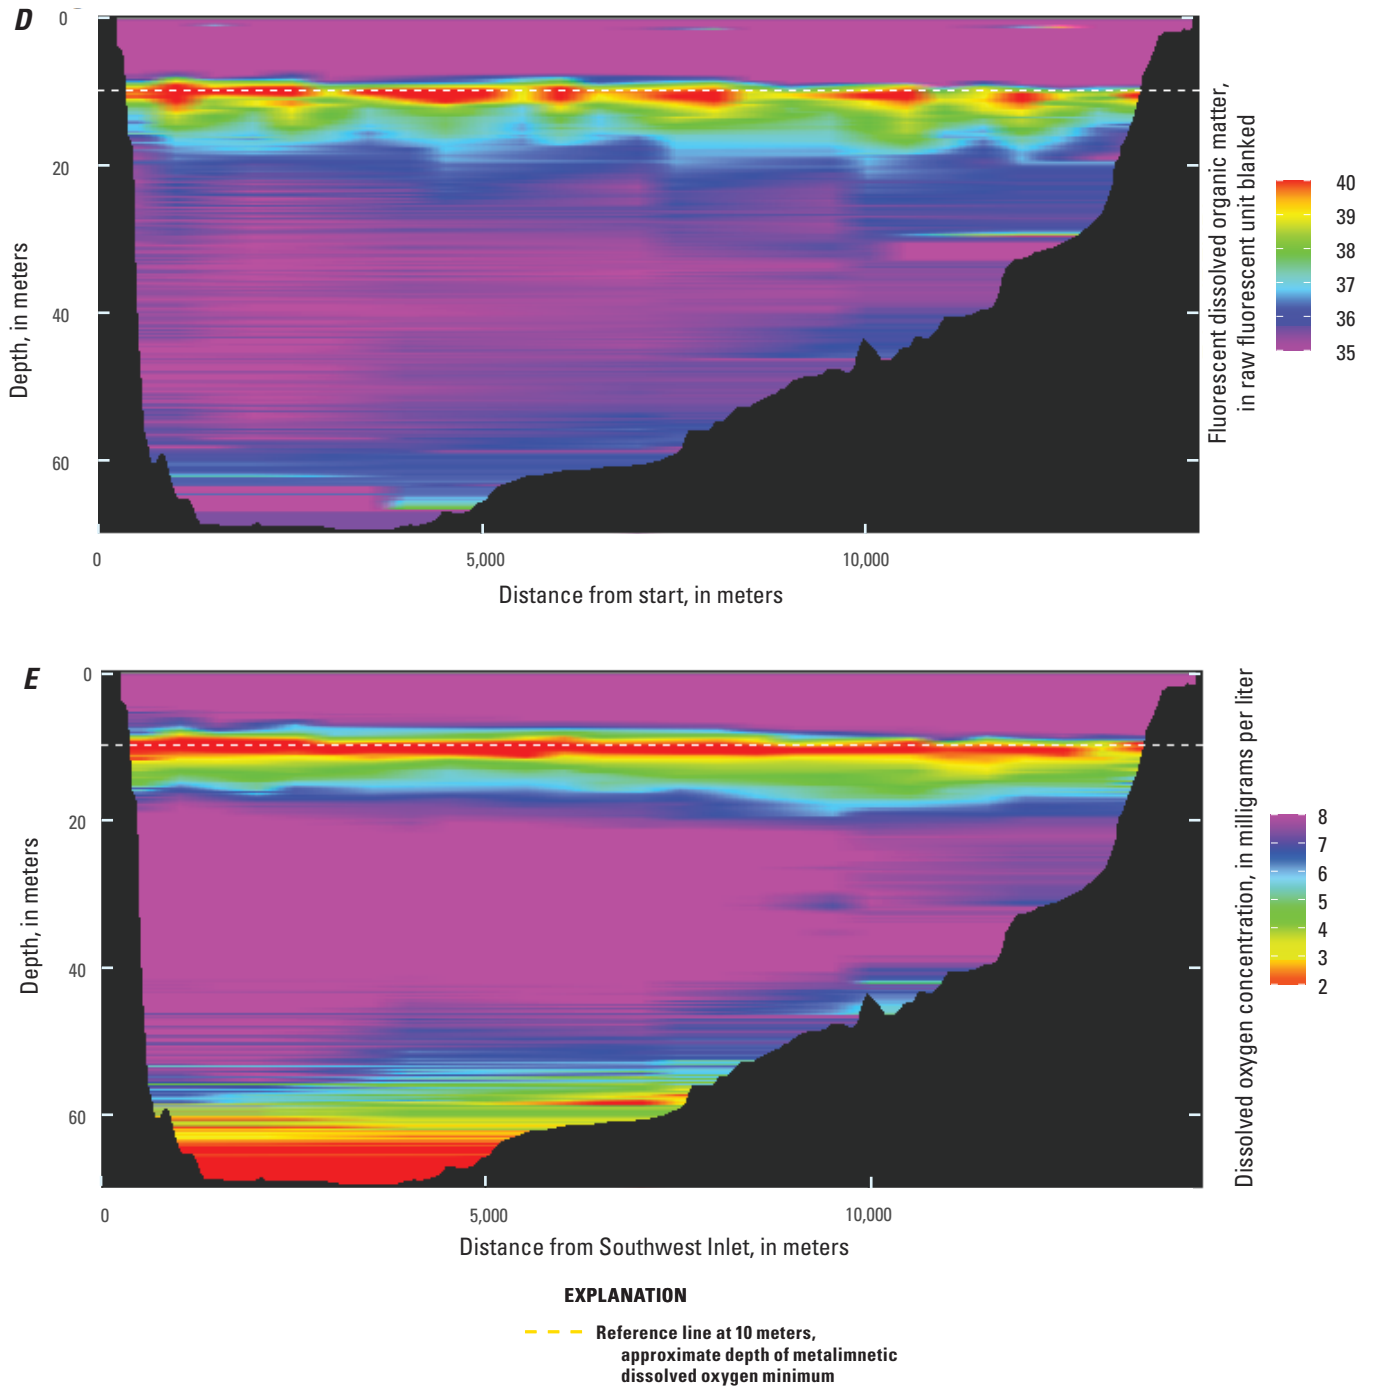 D
0
20
40
60
Depth, in meters
0
5,000
10,000
Distance from start, in meters
Fluorescent dissolved organic matter,
in raw fluorescent unit blanked
40
39
38
37
36
35
E
0
20
40
60
Depth, in meters
0
5,000
10,000
Distance from Southwest Inlet, in meters
Dissolved oxygen concentration, in milligrams per liter
8
7
6
5
4
3
2
EXPLANATION
Reference line at 10 meters,
approximate depth of metalimnetic
dissolved oxygen minimum